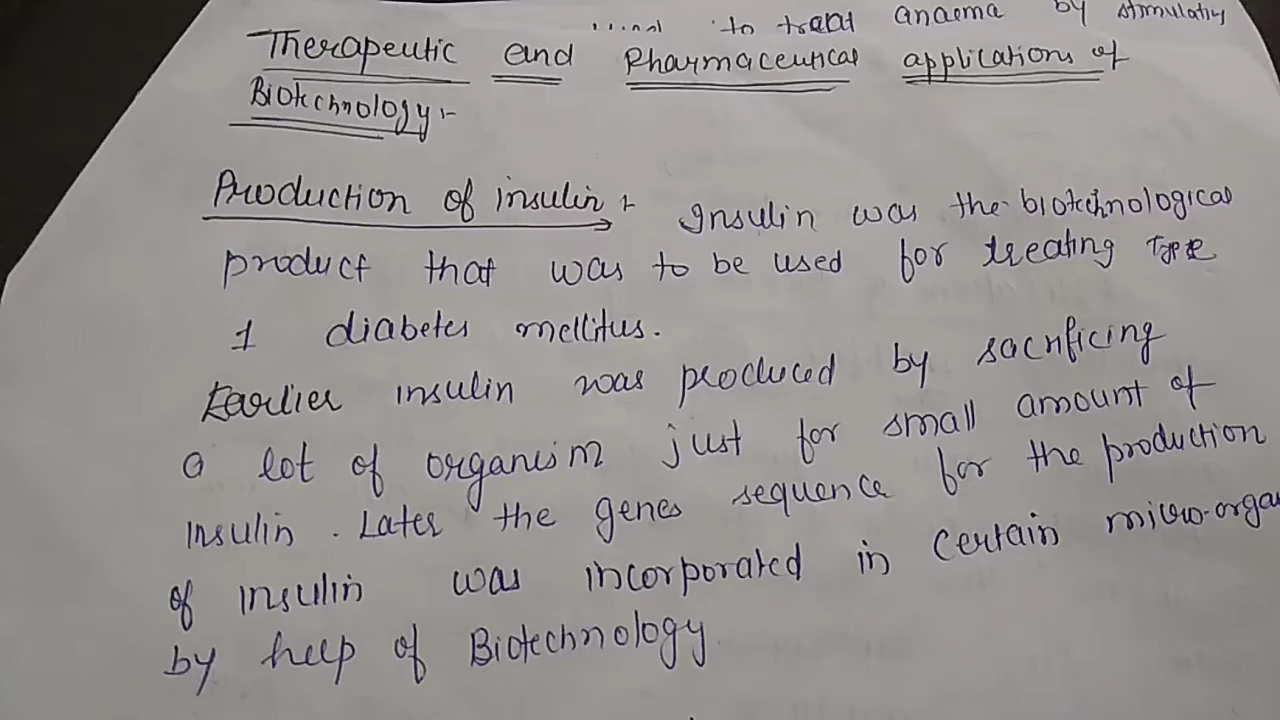 to treat anaema by stimulatiy
Therapeutic and Pharmaceutical applications of
Biotechnology:-
Production of insulin :- Insulin was the biotechnological
product that was to be used for treating Type
1 diabetes mellitus.
Earlier insulin was produced by sacrificing
a lot of organism just for small amount of
insulin. Later the genes sequence for the production
of insulin was incorporated in certain micro-orga
by help of Biotechnology